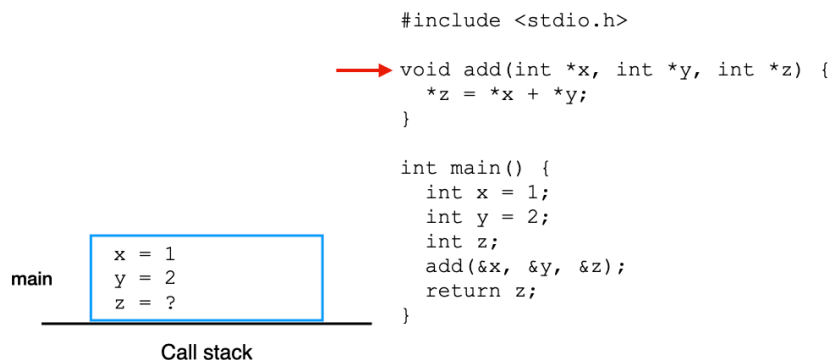 #include <stdio.h>
void add(int *x, int *y, int *z) {
*z = *x + *y;
}
int main() {
int x = 1;
int y = 2;
int z;
add(&x, &y, &z);
return z;
}
main
x = 1
y = 2
z = ?
Call stack